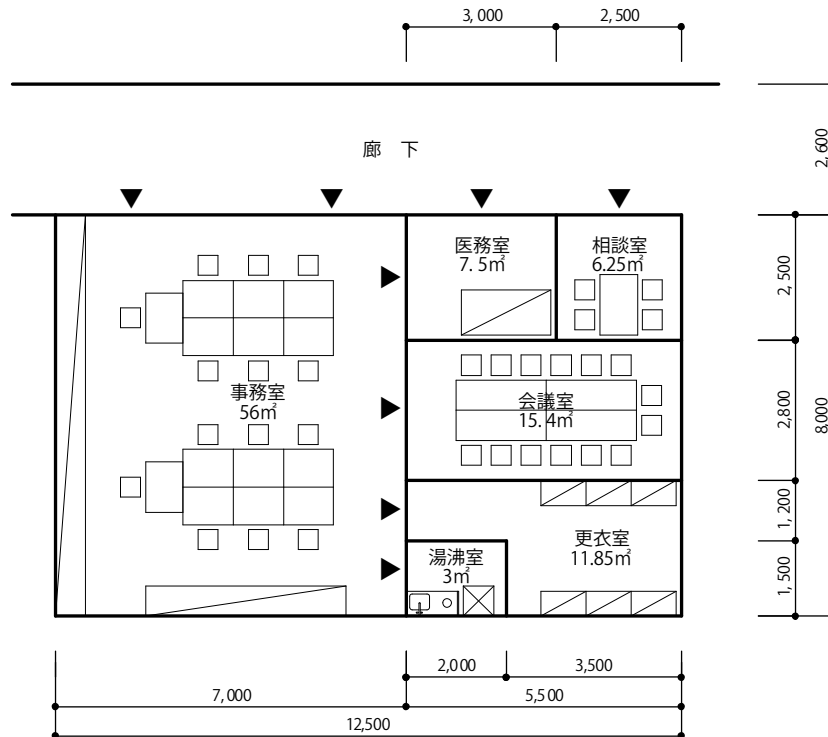 3, 000
2, 500
廊 下
2, 600
医務室
7. 5㎡
相談室
6.25㎡
2, 500
事務室
56㎡
会議室
15. 4㎡
2,800
8,000
更衣室
11.85㎡
1, 200
湯沸室
3㎡
1, 500
2,000
3,500
7,000
5,500
12,500